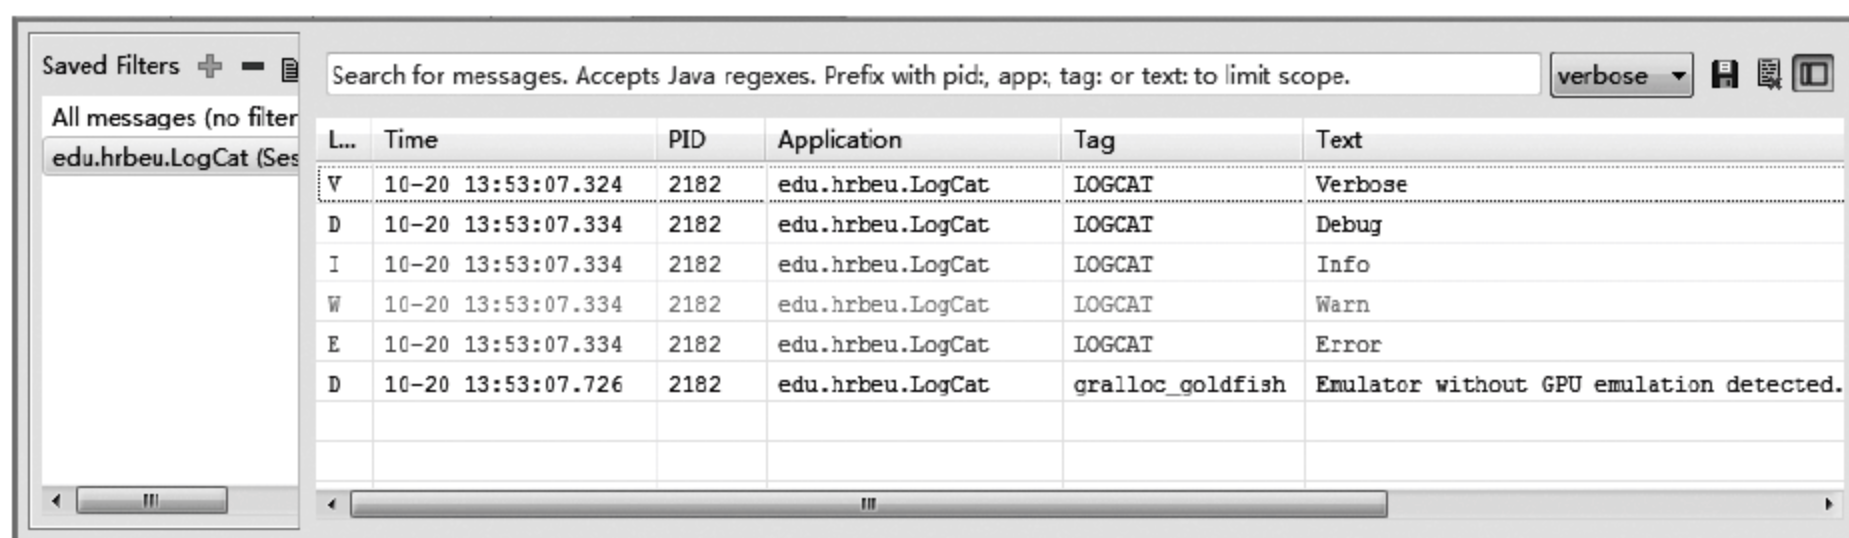 Saved Filters
All messages (no filter
edu.hrbeu.LogCat (Ses
Search for messages. Accepts Java regexes. Prefix with pid:, app:, tag: or text: to limit scope.
verbose
L... Time PID Application Tag Text
V 10-20 13:53:07.324 2182 edu.hrbeu.LogCat LOGCAT Verbose
D 10-20 13:53:07.334 2182 edu.hrbeu.LogCat LOGCAT Debug
I 10-20 13:53:07.334 2182 edu.hrbeu.LogCat LOGCAT Info
W 10-20 13:53:07.334 2182 edu.hrbeu.LogCat LOGCAT Warn
E 10-20 13:53:07.334 2182 edu.hrbeu.LogCat LOGCAT Error
D 10-20 13:53:07.726 2182 edu.hrbeu.LogCat gralloc_goldfish Emulator without GPU emulation detected.